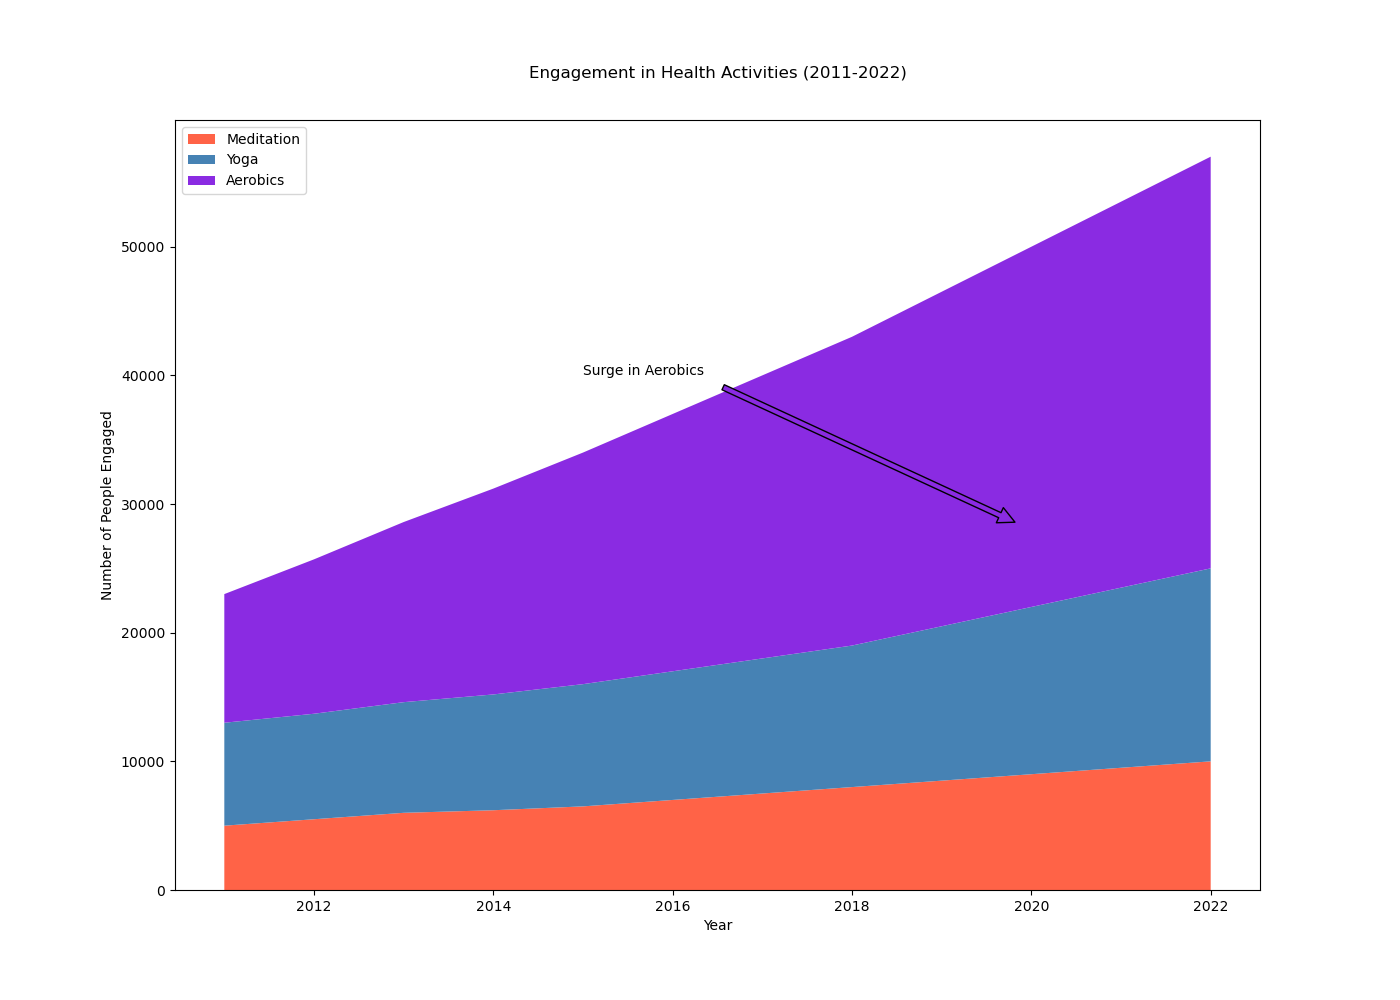 Engagement in Health Activities (2011-2022)
Meditation
Yoga
Aerobics
Surge in Aerobics
Number of People Engaged
50000
40000
30000
20000
10000
0
2012 2014 2016 2018 2020 2022
Year